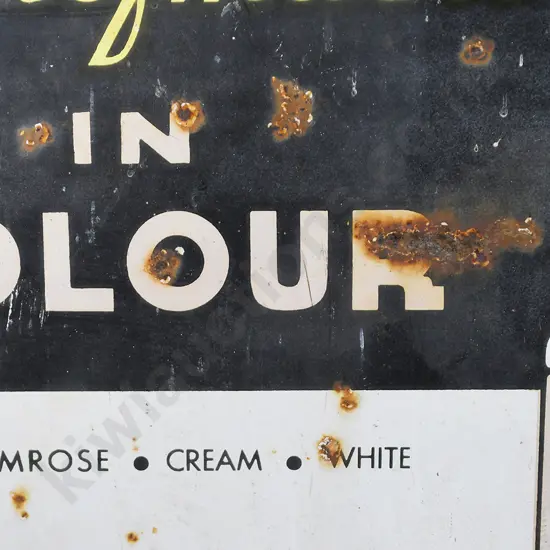 IN
OLOUR
MROSE • CREAM • WHITE